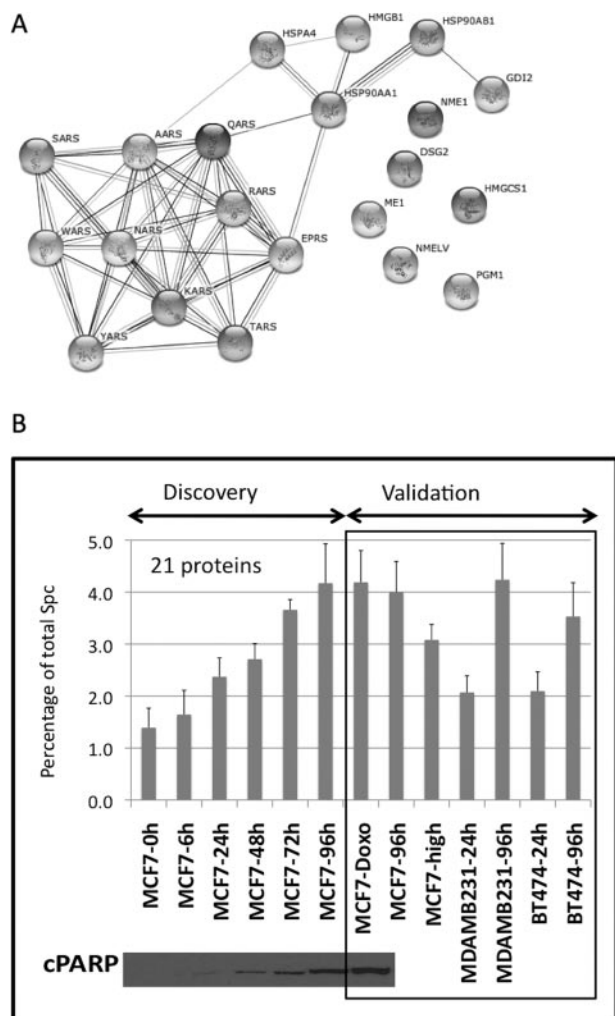 A
HSPA4
HMGB1
HSP90AB1
GDI2
HSP90AA1
NME1
SARS
AARS
QARS
DSG2
RARS
ME1
HMGCS1
WARS
NARS
EPRS
NMELV
KARS
PGM1
YARS
TARS
B
Discovery
Validation
21 proteins
Percentage of total Spc
5.0
4.0
3.0
2.0
1.0
0.0
MCF7-0h
MCF7-6h
MCF7-24h
MCF7-48h
MCF7-72h
MCF7-96h
MCF7-Doxo
MCF7-96h
MCF7-high
MDAMB231-24h
MDAMB231-96h
BT474-24h
BT474-96h
cPARP